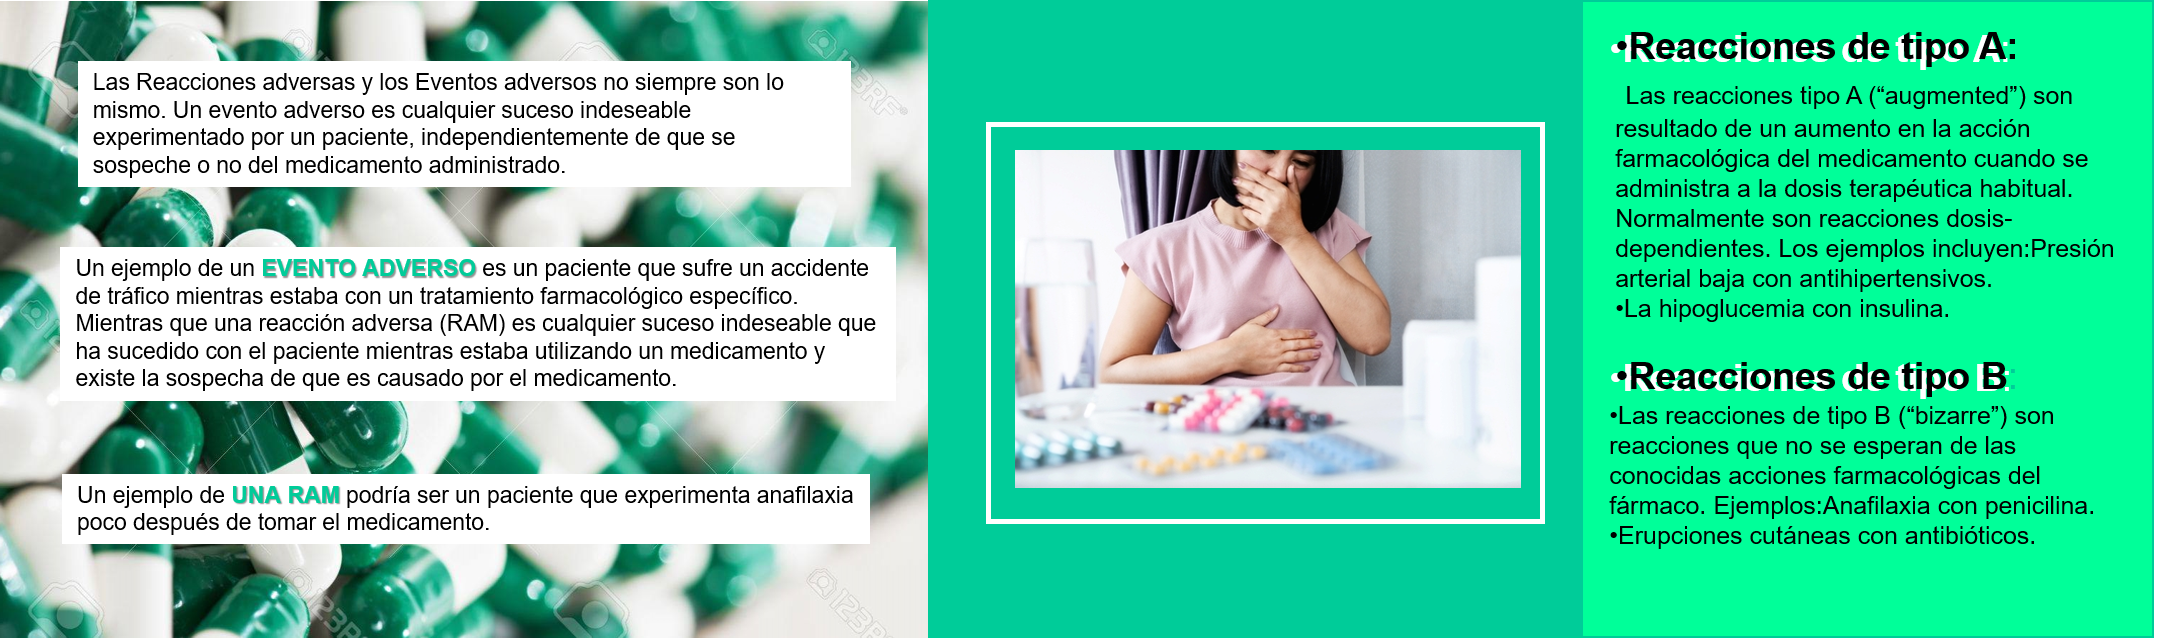 Las Reacciones adversas y los Eventos adversos no siempre son lo
mismo. Un evento adverso es cualquier suceso indeseable
experimentado por un paciente, independientemente de que se
sospeche o no del medicamento administrado.
Un ejemplo de un EVENTO ADVERSO es un paciente que sufre un accidente
de tráfico mientras estaba con un tratamiento farmacológico específico.
Mientras que una reacción adversa (RAM) es cualquier suceso indeseable que
ha sucedido con el paciente mientras estaba utilizando un medicamento y
existe la sospecha de que es causado por el medicamento.
Un ejemplo de UNA RAM podría ser un paciente que experimenta anafilaxia
poco después de tomar el medicamento.
123RF
123RF
123RF
•Reacciones de tipo A:
Las reacciones tipo A (“augmented”) son
resultado de un aumento en la acción
farmacológica del medicamento cuando se
administra a la dosis terapéutica habitual.
Normalmente son reacciones dosis-
dependientes. Los ejemplos incluyen:Presión
arterial baja con antihipertensivos.
•La hipoglucemia con insulina.
•Reacciones de tipo B:
•Las reacciones de tipo B (“bizarre”) son
reacciones que no se esperan de las
conocidas acciones farmacológicas del
fármaco. Ejemplos:Anafilaxia con penicilina.
•Erupciones cutáneas con antibióticos.